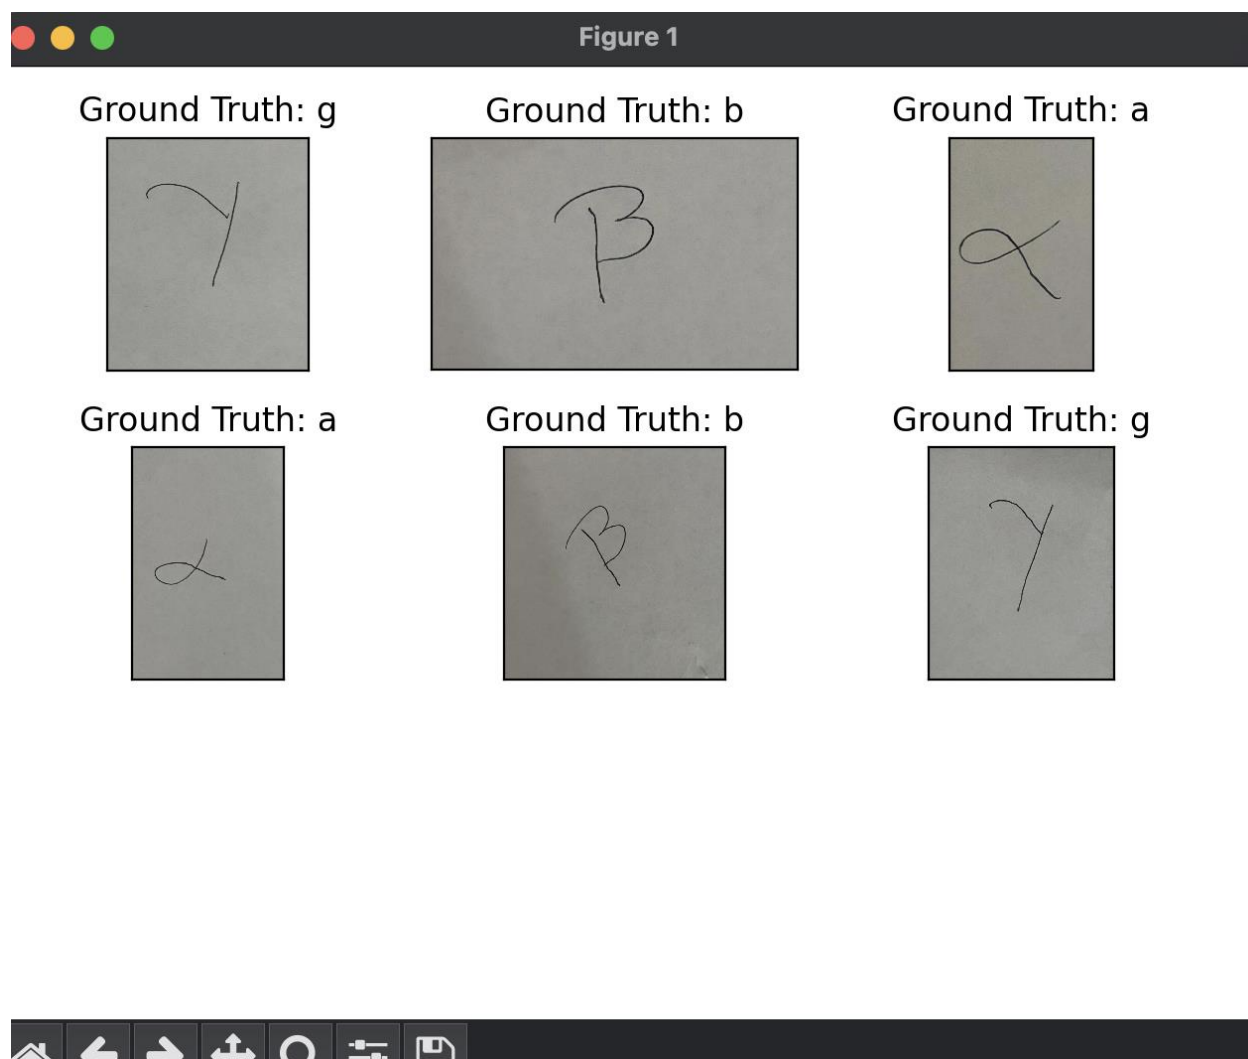 Figure 1
Ground Truth: g
Ground Truth: b
Ground Truth: a
γ
β
α
Ground Truth: a
Ground Truth: b
Ground Truth: g
α
β
γ